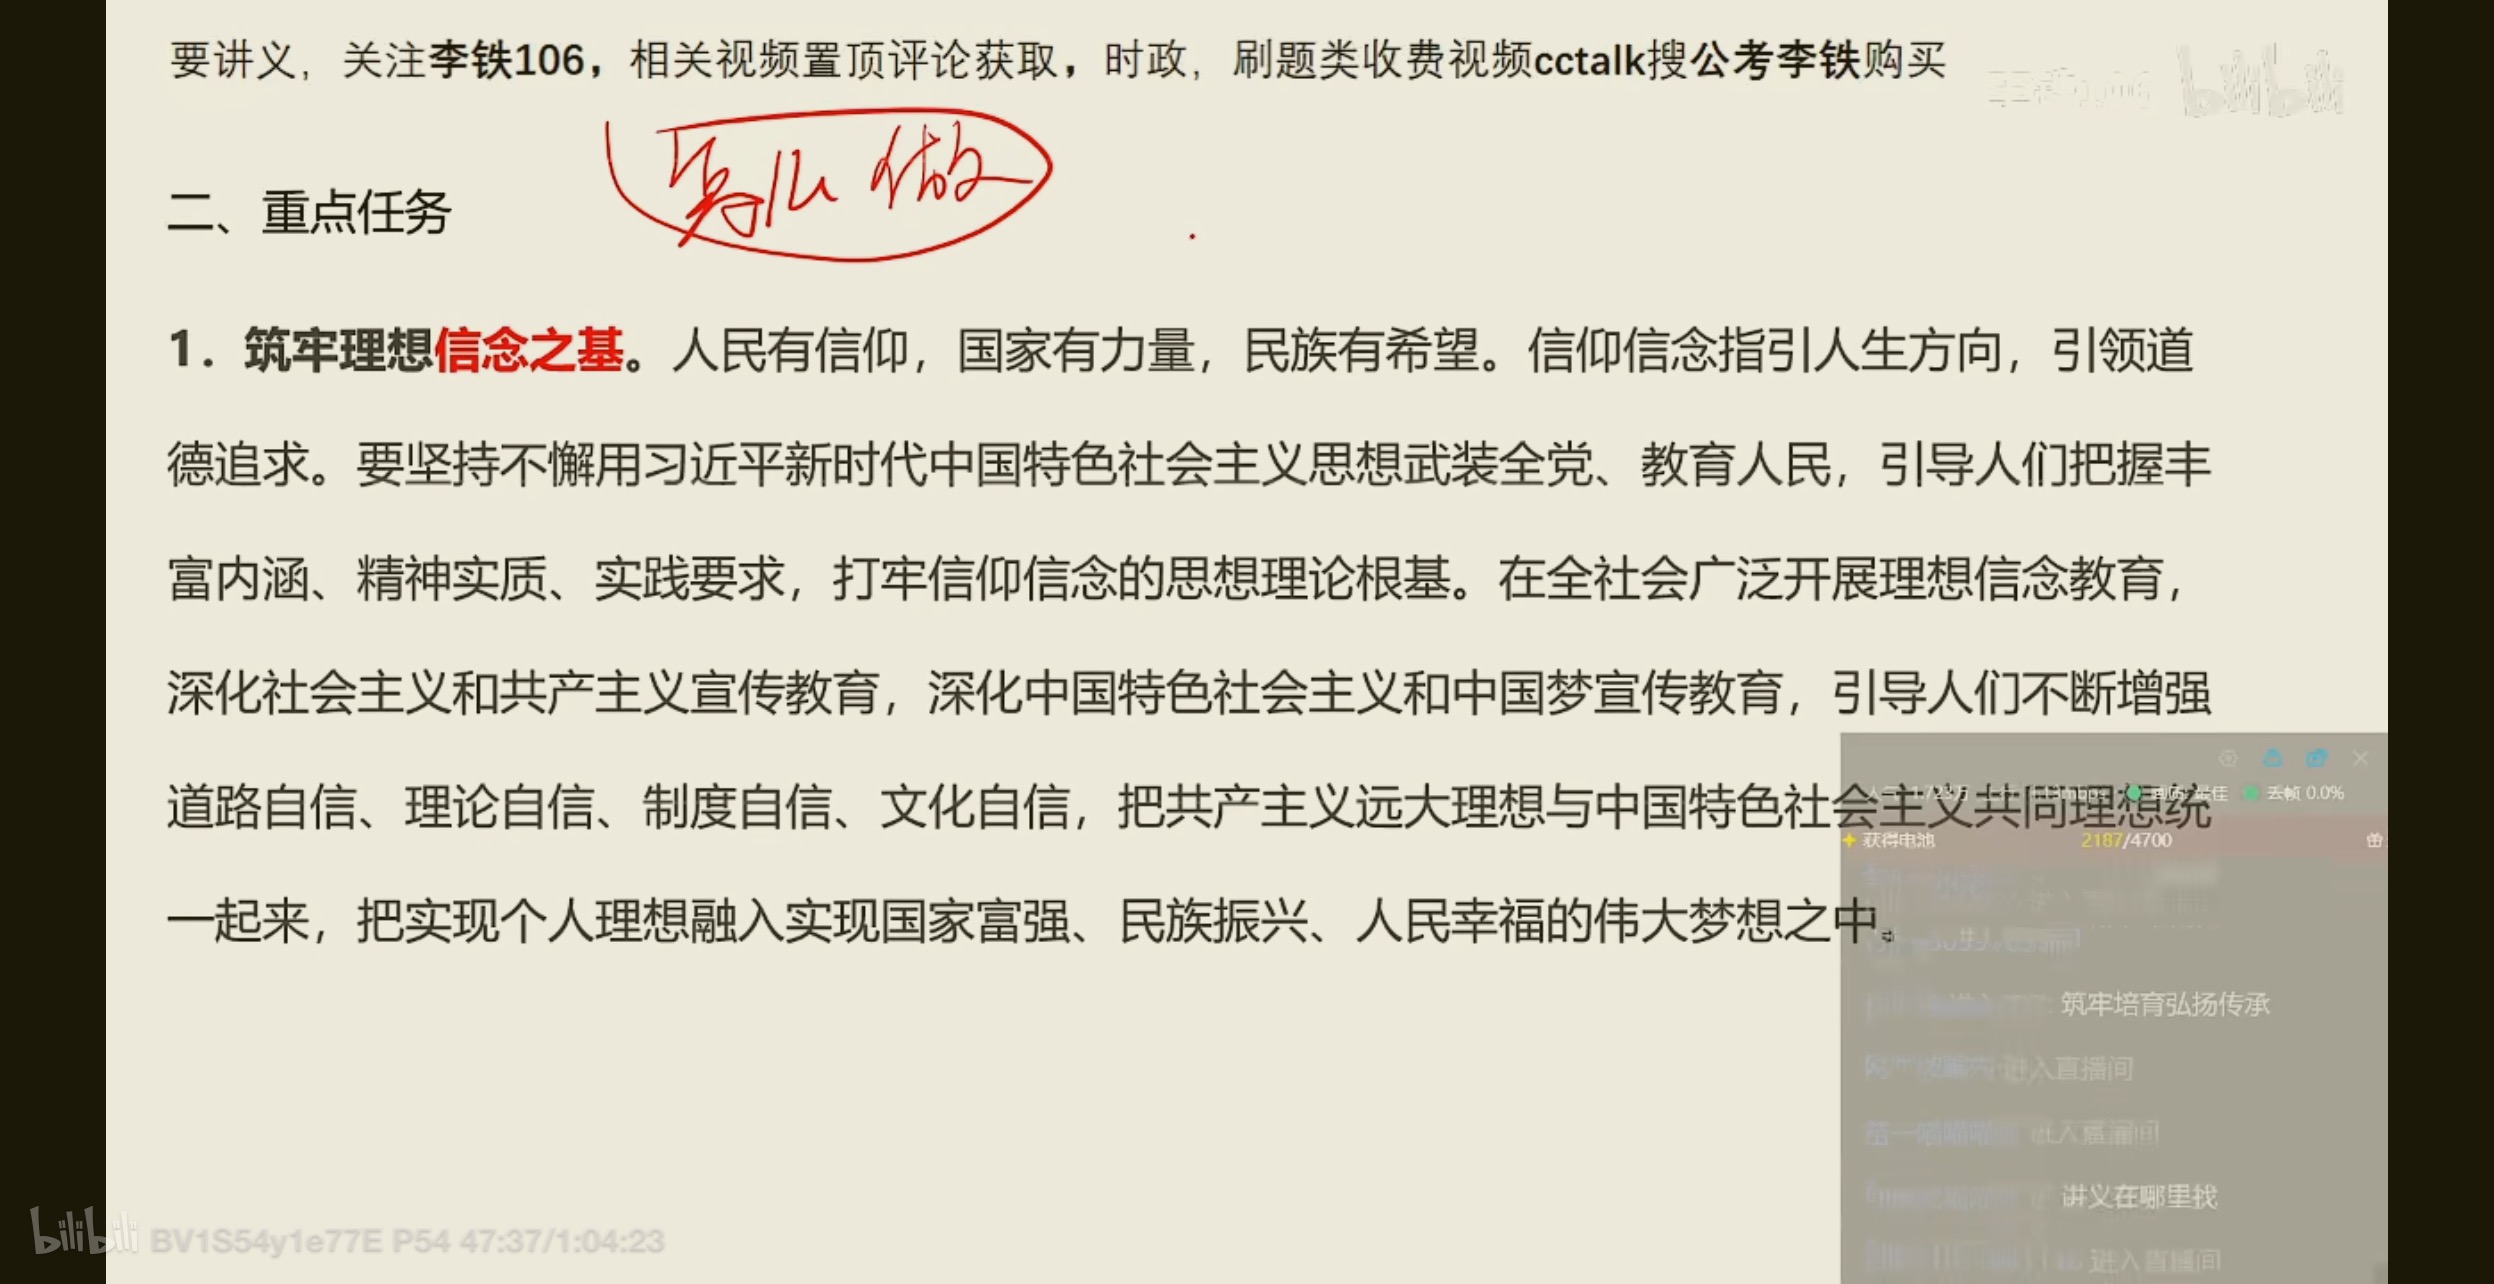 要讲义，关注李铁106，相关视频置顶评论获取，时政，刷题类收费视频cctalk搜公考李铁购买
bilibili
做
二、重点任务
1．筑牢理想信念之基。人民有信仰，国家有力量，民族有希望。信仰信念指引人生方向，引领道
德追求。要坚持不懈用习近平新时代中国特色社会主义思想武装全党、教育人民，引导人们把握丰
富内涵、精神实质、实践要求，打牢信仰信念的思想理论根基。在全社会广泛开展理想信念教育，
深化社会主义和共产主义宣传教育，深化中国特色社会主义和中国梦宣传教育，引导人们不断增强
道路自信、理论自信、制度自信、文化自信，把共产主义远大理想与中国特色社会主义共同理想统
一起来，把实现个人理想融入实现国家富强、民族振兴、人民幸福的伟大梦想之中。
丢帧 0.0%
获得电池 2187/4700
筑牢培育弘扬传承
进入直播间
进入直播间
讲义在哪里找
进入直播间
bilibili BV1S54y1e77E P54 47:37/1:04:23